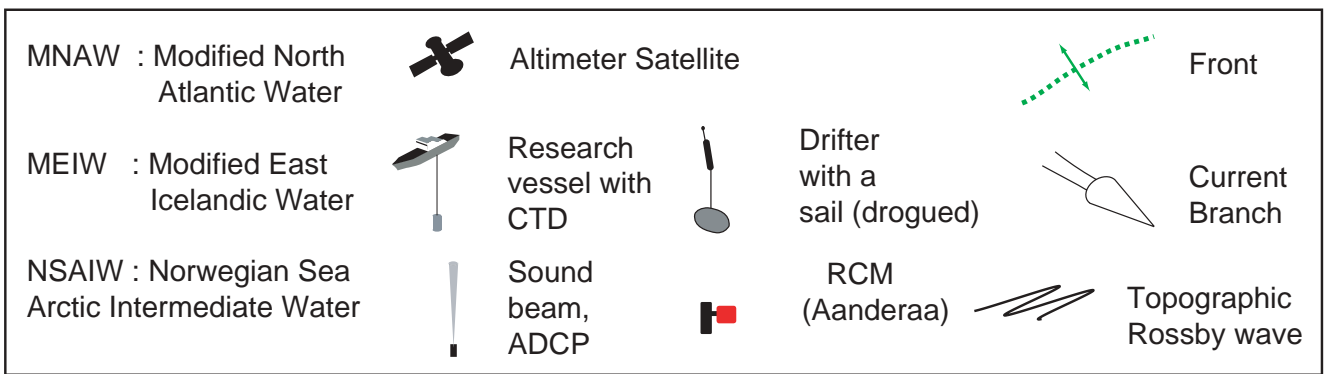 MNAW : Modified North
Atlantic Water
MEIW : Modified East
Icelandic Water
NSAIW : Norwegian Sea
Arctic Intermediate Water
Altimeter Satellite
Research
vessel with
CTD
Sound
beam,
ADCP
Drifter
with a
sail (drogued)
RCM
(Aanderaa)
Front
Current
Branch
Topographic
Rossby wave